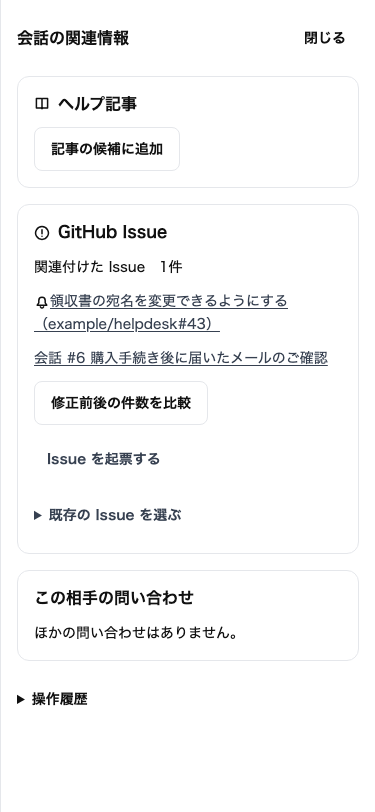 会話の関連情報
閉じる
ヘルプ記事
記事の候補に追加
GitHub Issue
関連付けた Issue　1件
領収書の宛名を変更できるようにする
（example/helpdesk#43）
会話 #6 購入手続き後に届いたメールのご確認
修正前後の件数を比較
Issue を起票する
▶ 既存の Issue を選ぶ
この相手の問い合わせ
ほかの問い合わせはありません。
▶ 操作履歴